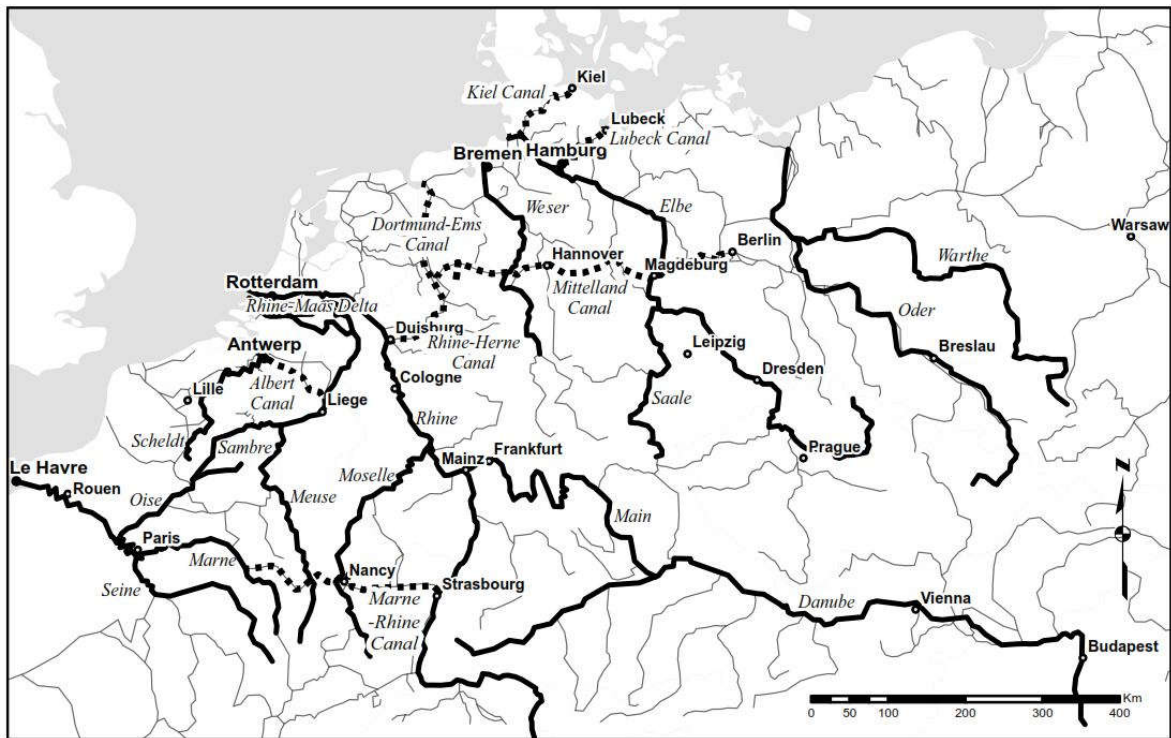 Kiel
Kiel Canal
Lubeck
Lubeck Canal
Bremen
Hamburg
Weser
Elbe
Dortmund-Ems
Canal
Hannover
Berlin
Warsaw
Magdeburg
Mittelland
Canal
Warthe
Rotterdam
Rhine-Maas Delta
Oder
Duisburg
Rhine-Herne
Canal
Antwerp
Leipzig
Breslau
Albert
Canal
Cologne
Dresden
Lille
Liege
Saale
Rhine
Scheldt
Sambre
Prague
Le Havre
Mainz
Frankfurt
Moselle
Rouen
Oise
Meuse
Main
N
Paris
Marne
Nancy
Strasbourg
Seine
Marne
-Rhine
Canal
Danube
Vienna
Budapest
Km
0 50 100 200 300 400